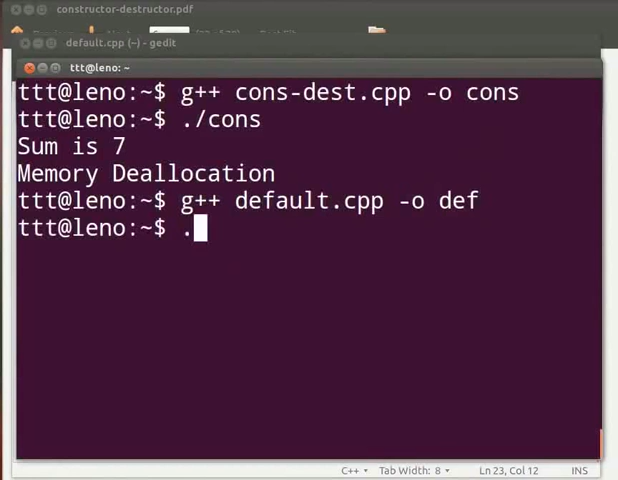 constructor-destructor.pdf
default.cpp (~) - gedit
ttt@leno: ~
ttt@leno:~$ g++ cons-dest.cpp -o cons
ttt@leno:~$ ./cons
Sum is 7
Memory Deallocation
ttt@leno:~$ g++ default.cpp -o def
ttt@leno:~$ .
C++ Tab Width: 8 Ln 23, Col 12 INS